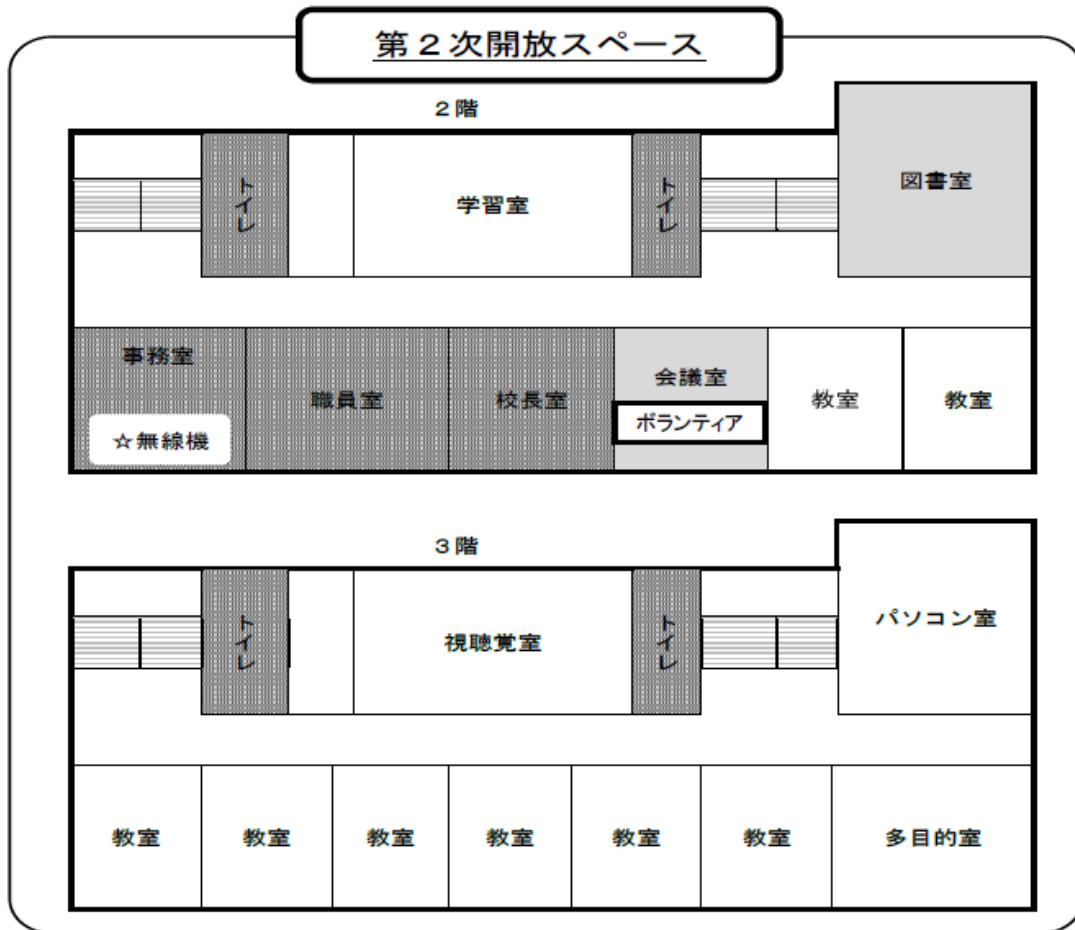 第２次開放スペース
２階
トイレ
学習室
トイレ
図書室
事務室
☆無線機
職員室
校長室
会議室
ボランティア
教室
教室
３階
トイレ
視聴覚室
トイレ
パソコン室
教室
教室
教室
教室
教室
教室
多目的室